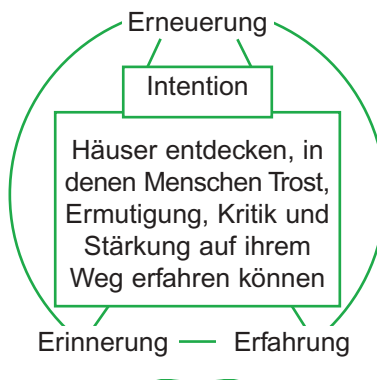 Erneuerung
Intention
Häuser entdecken, in
denen Menschen Trost,
Ermutigung, Kritik und
Stärkung auf ihrem
Weg erfahren können
Erinnerung — Erfahrung